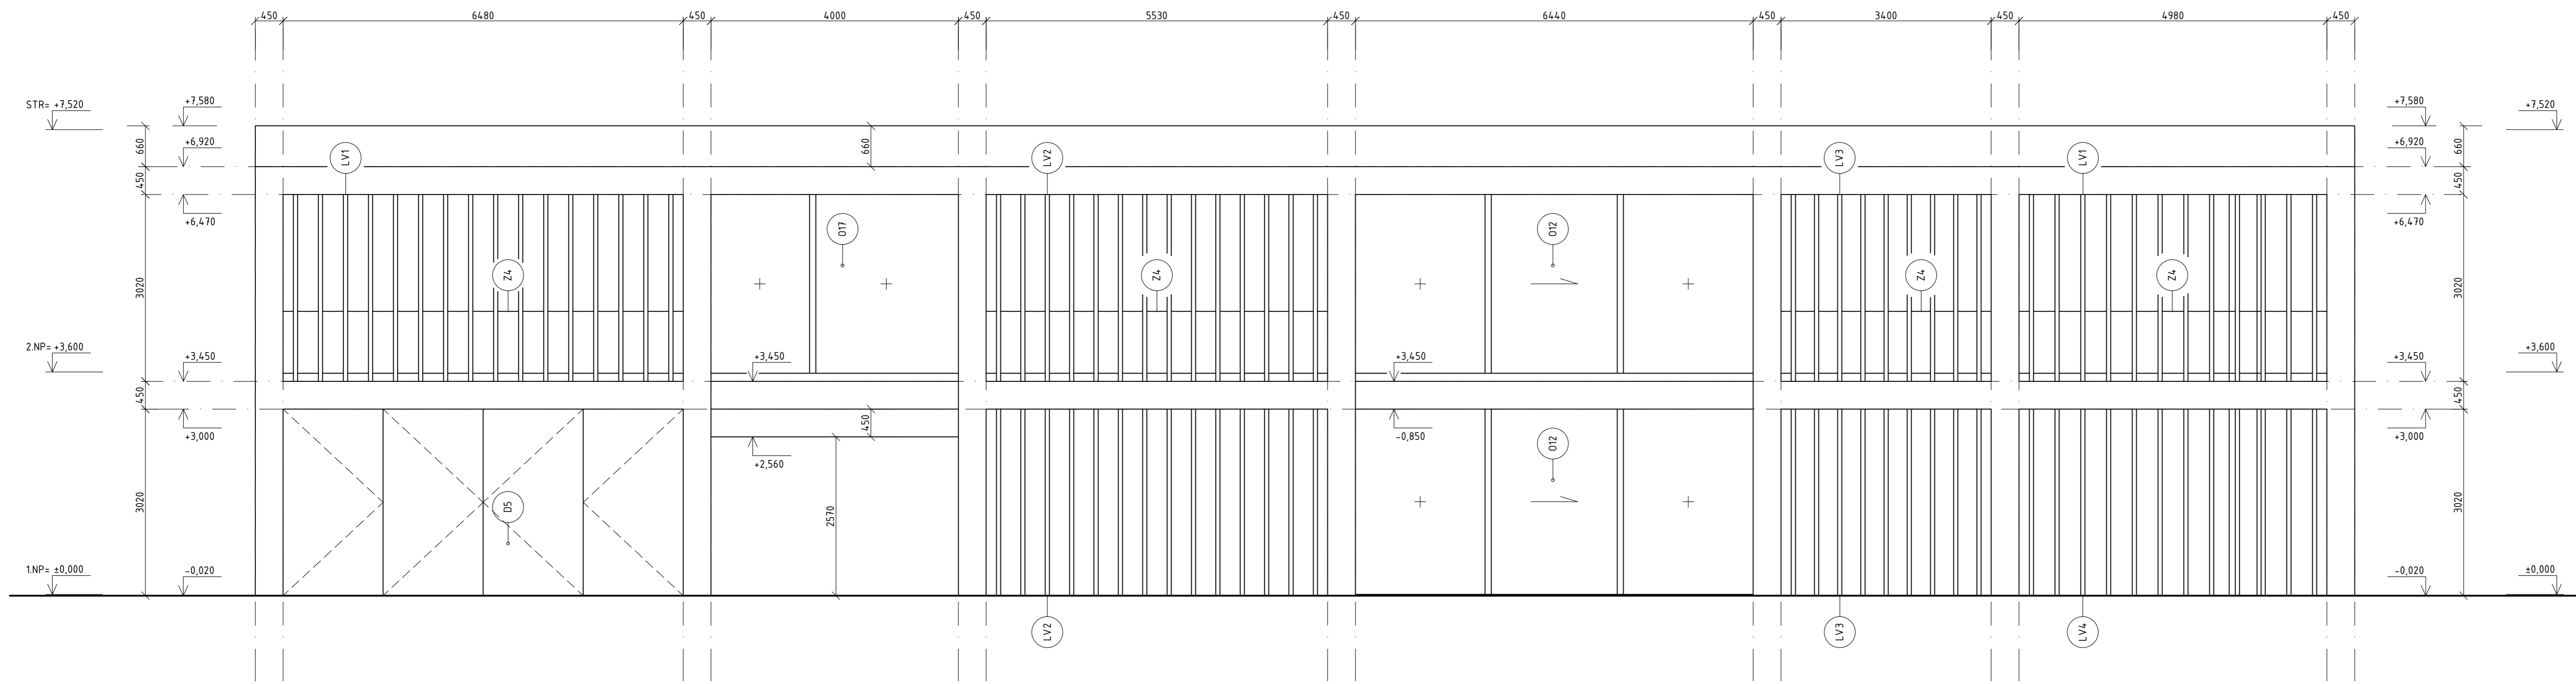 450 6480 450 4000 450 5530 450 6440 450 3400 450 4980 450
STR= +7,520
+7,580
+7,580
+7,520
660
+6,920
660
+6,920
660
LV1
LV2
LV3
LV1
450
450
+6,470
+6,470
O17
O12
Z4
Z4
Z4
Z4
3020
3020
2.NP= +3,600
+3,450
+3,450
+3,450
+3,450
+3,600
450
450
450
+3,000
+2,560
-0,850
+3,000
O12
D5
3020
2570
3020
1.NP= ±0,000
-0,020
-0,020
±0,000
LV2
LV3
LV4